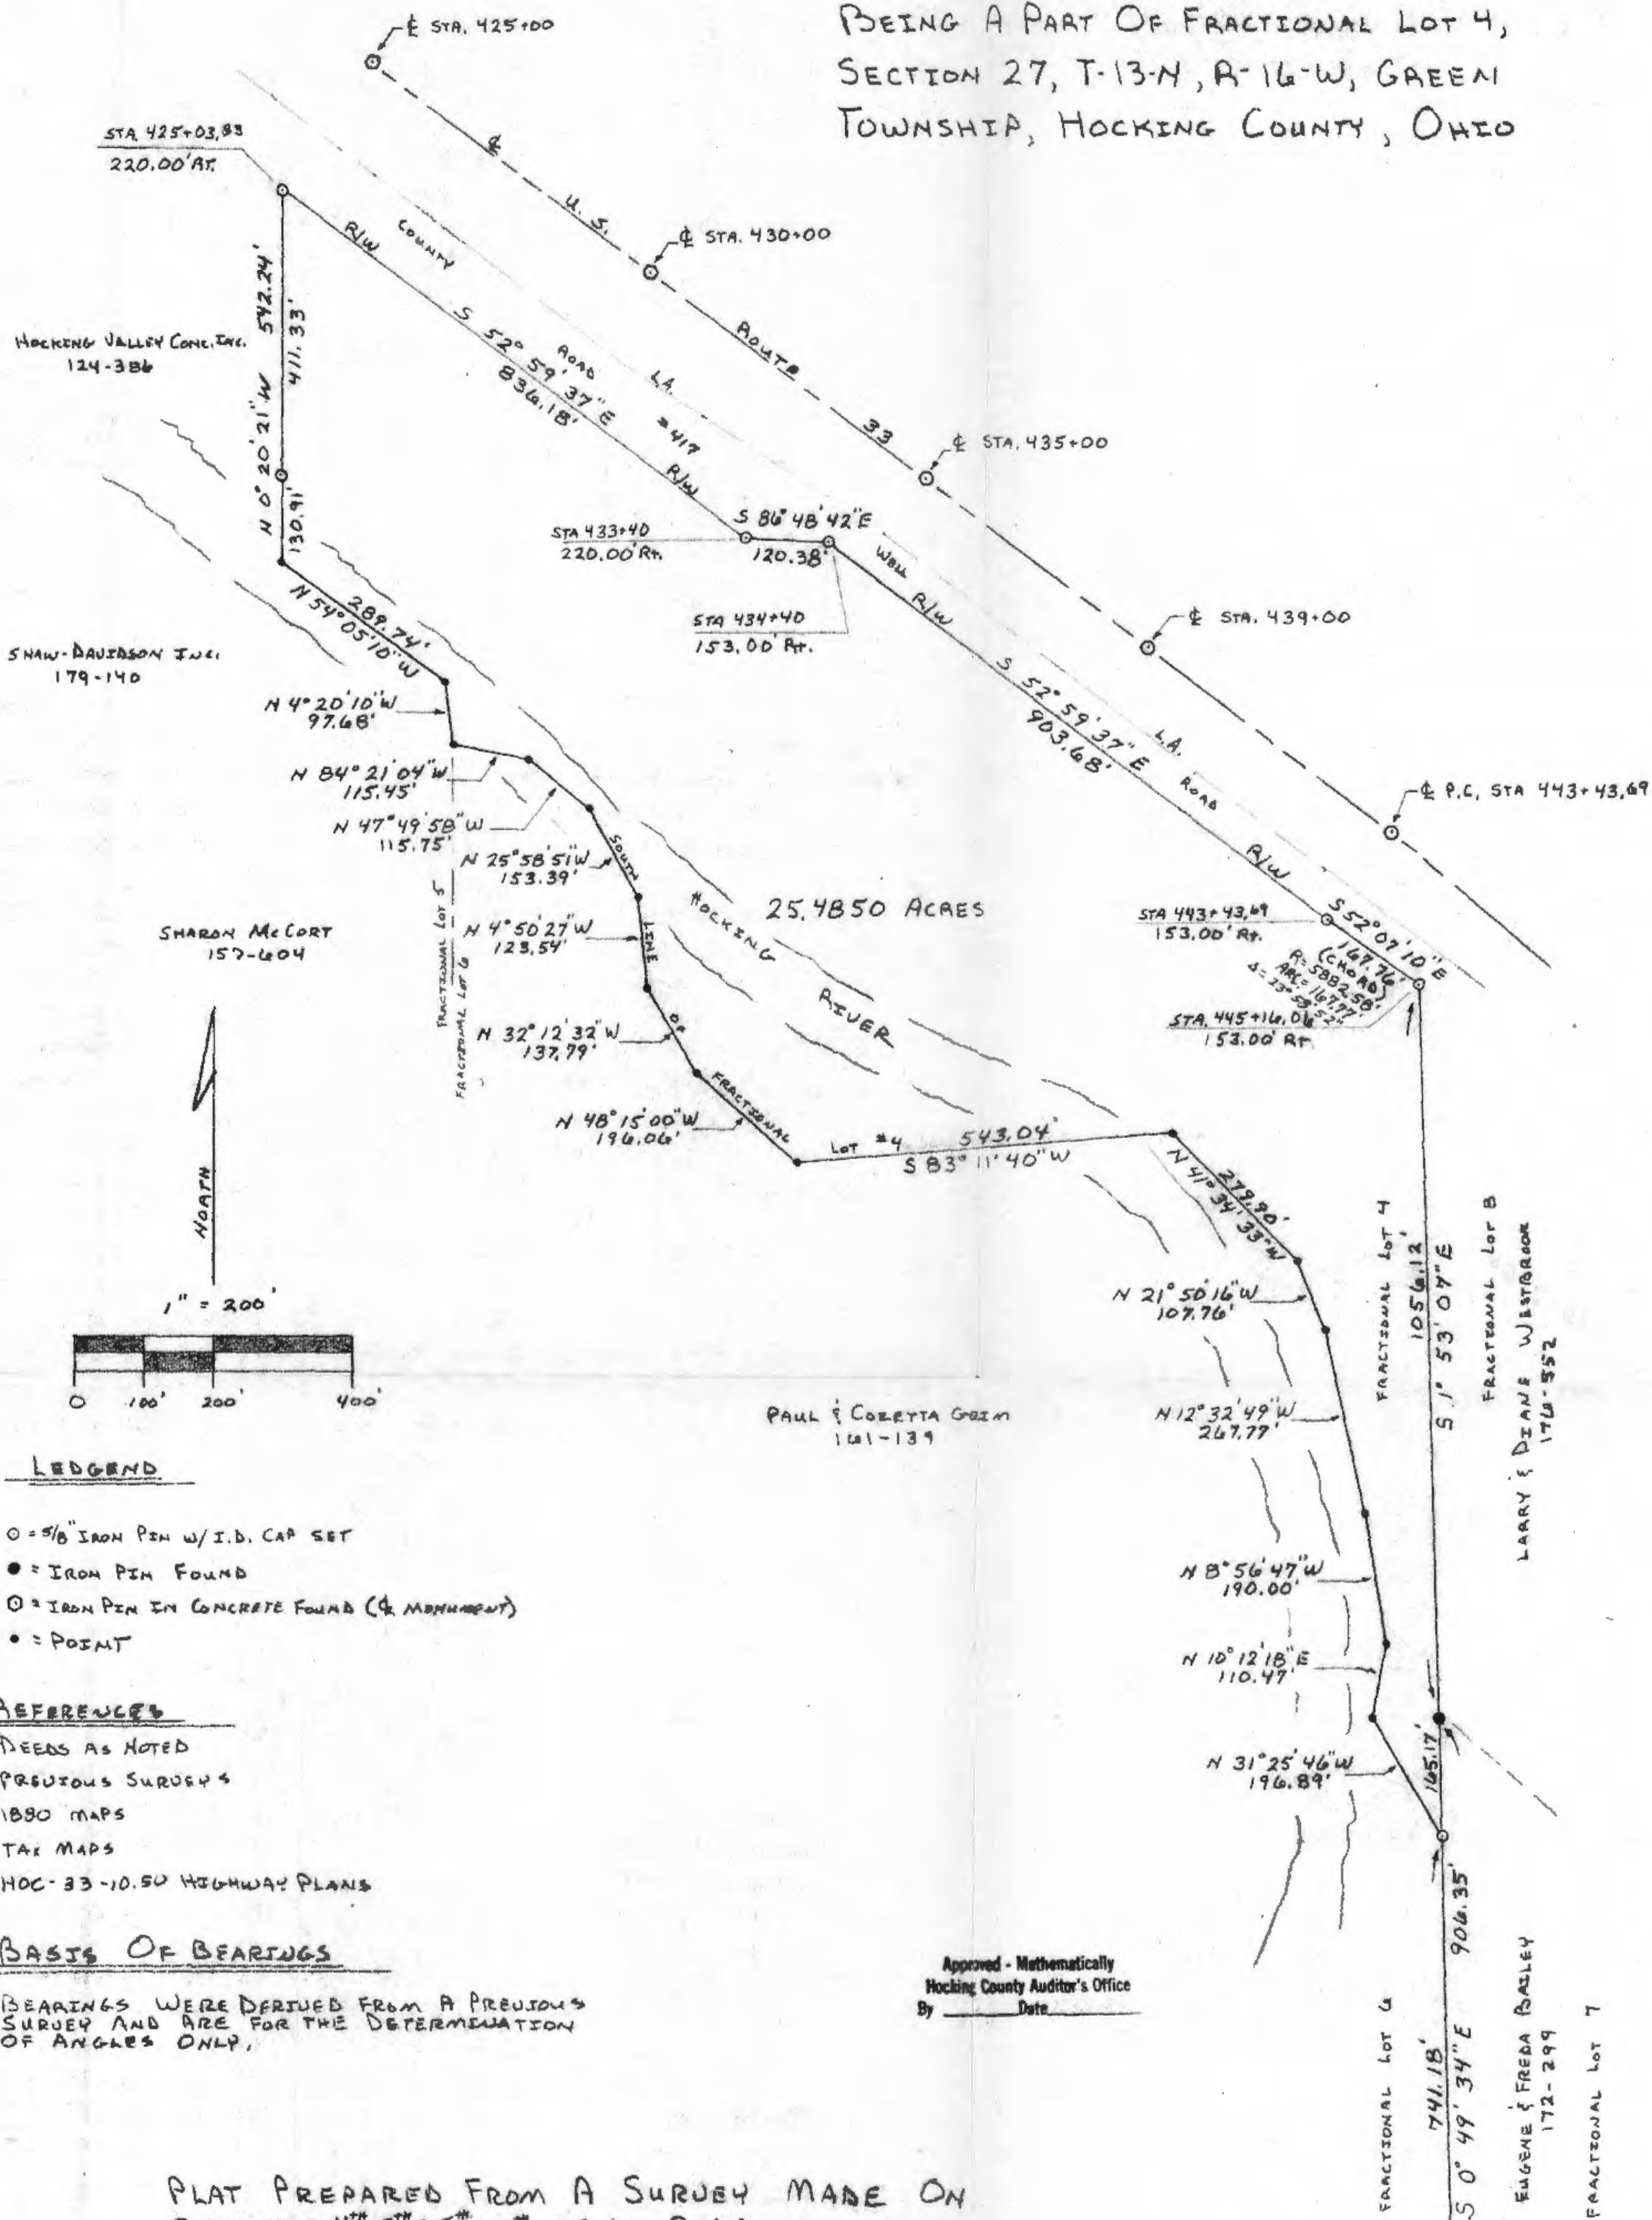 BEING A PART OF FRACTIONAL LOT 4,
SECTION 27, T-13-N, R-16-W, GREEN
TOWNSHIP, HOCKING COUNTY, OHIO
℄ STA. 425+00
STA 425+03.83
220.00' RT.
℄
U. S.
℄ STA. 430+00
ROUTE
33
℄ STA. 435+00
℄ STA. 439+00
℄ P.C. STA 443+43.69
R/W
COUNTY
ROAD
#417
L.A.
S 52° 59' 37" E
836.18'
R/W
N 0° 20' 21" W 542.24'
411.33'
130.91'
HOCKING VALLEY CONC. INC.
124-386
STA 433+40
220.00' Rt.
S 86° 48' 42" E
120.38'
STA 434+40
153.00' Rt.
R/W
S 52° 59' 37" E
903.68'
L.A.
ROAD
R/W
SHAW-DAVIDSON INC.
179-140
289.74'
N 54° 05' 10" W
N 4° 20' 10" W
97.68'
N 84° 21' 04" W
115.45'
N 47° 49' 58" W
115.75'
N 25° 58' 51" W
153.39'
N 4° 50' 27" W
123.54'
N 32° 12' 32" W
137.79'
N 48° 15' 00" W
196.06'
FRACTIONAL LOT 5
FRACTIONAL LOT 6
SOUTH
LINE
OF
FRACTIONAL
LOT #4
543.04'
S 83° 11' 40" W
HOCKING
RIVER
25.4850 ACRES
SHARON McCORT
157-604
STA 443+43.69
153.00' Rt.
S 52° 07' 10" E
167.76'
(CHORD)
R=5882.58'
ARC=167.77'
STA. 445+16.06
153.00' RT.
NORTH
1" = 200'
0 100' 200' 400'
N 41° 34' 33" W
279.90'
N 21° 50' 16" W
107.76'
N 12° 32' 49" W
267.77'
N 8° 56' 47" W
190.00'
N 10° 12' 18" E
110.47'
N 31° 25' 46" W
196.89'
FRACTIONAL LOT 4
1056.12'
S 1° 53' 07" E
FRACTIONAL LOT 8
LARRY & DIANE WESTBROOK
176-552
PAUL & COZETTA GRIM
161-139
165.17'
906.35'
741.18'
S 0° 49' 34" E
FRACTIONAL LOT 6
EUGENE & FREDA BAILEY
172-299
FRACTIONAL LOT 7
LEDGEND
= 5/8" IRON PIN W/ I.D. CAP SET
= IRON PIN FOUND
= IRON PIN IN CONCRETE FOUND (℄ MONUMENT)
= POINT
REFERENCES
DEEDS AS NOTED
PREVIOUS SURVEYS
1880 MAPS
TAX MAPS
HOC-33-10.50 HIGHWAY PLANS
BASIS OF BEARINGS
BEARINGS WERE DERIVED FROM A PREVIOUS
SURVEY AND ARE FOR THE DETERMINATION
OF ANGLES ONLY.
Approved - Mathematically
Hocking County Auditor's Office
By Date
PLAT PREPARED FROM A SURVEY MADE ON